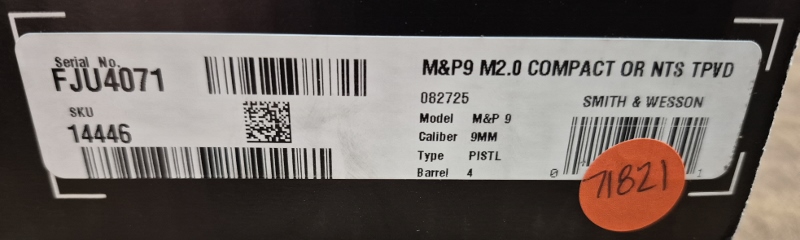 Serial No.
FJU4071
SKU
14446
M&P9 M2.0 COMPACT OR NTS TPVD
082725
SMITH & WESSON
Model M&P 9
Caliber 9MM
Type PISTL
Barrel 4
0
71821